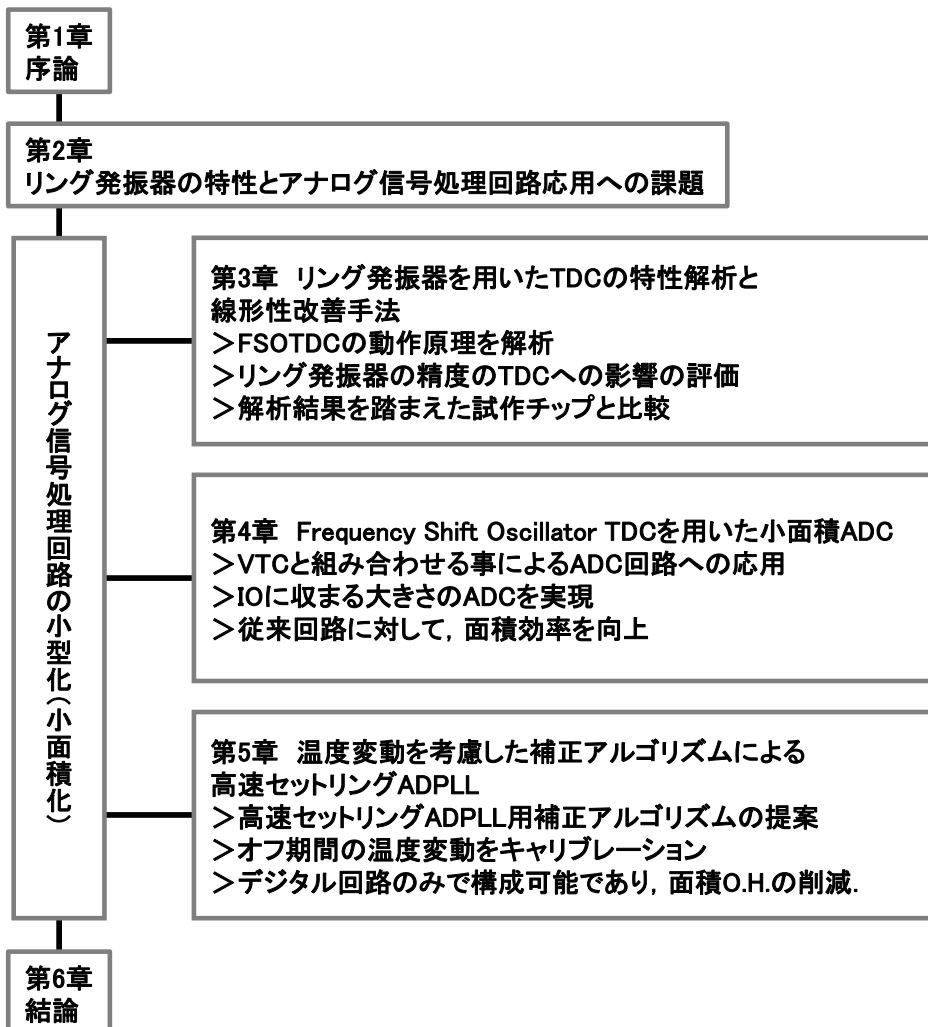 第1章
序論
第2章
リング発振器の特性とアナログ信号処理回路応用への課題
アナログ信号処理回路の小型化(小面積化)
第3章 リング発振器を用いたTDCの特性解析と
線形性改善手法
＞FSOTDCの動作原理を解析
＞リング発振器の精度のTDCへの影響の評価
＞解析結果を踏まえた試作チップと比較
第4章 Frequency Shift Oscillator TDCを用いた小面積ADC
＞VTCと組み合わせる事によるADC回路への応用
＞IOに収まる大きさのADCを実現
＞従来回路に対して, 面積効率を向上
第5章 温度変動を考慮した補正アルゴリズムによる
高速セットリングADPLL
＞高速セットリングADPLL用補正アルゴリズムの提案
＞オフ期間の温度変動をキャリブレーション
＞デジタル回路のみで構成可能であり, 面積O.H.の削減.
第6章
結論